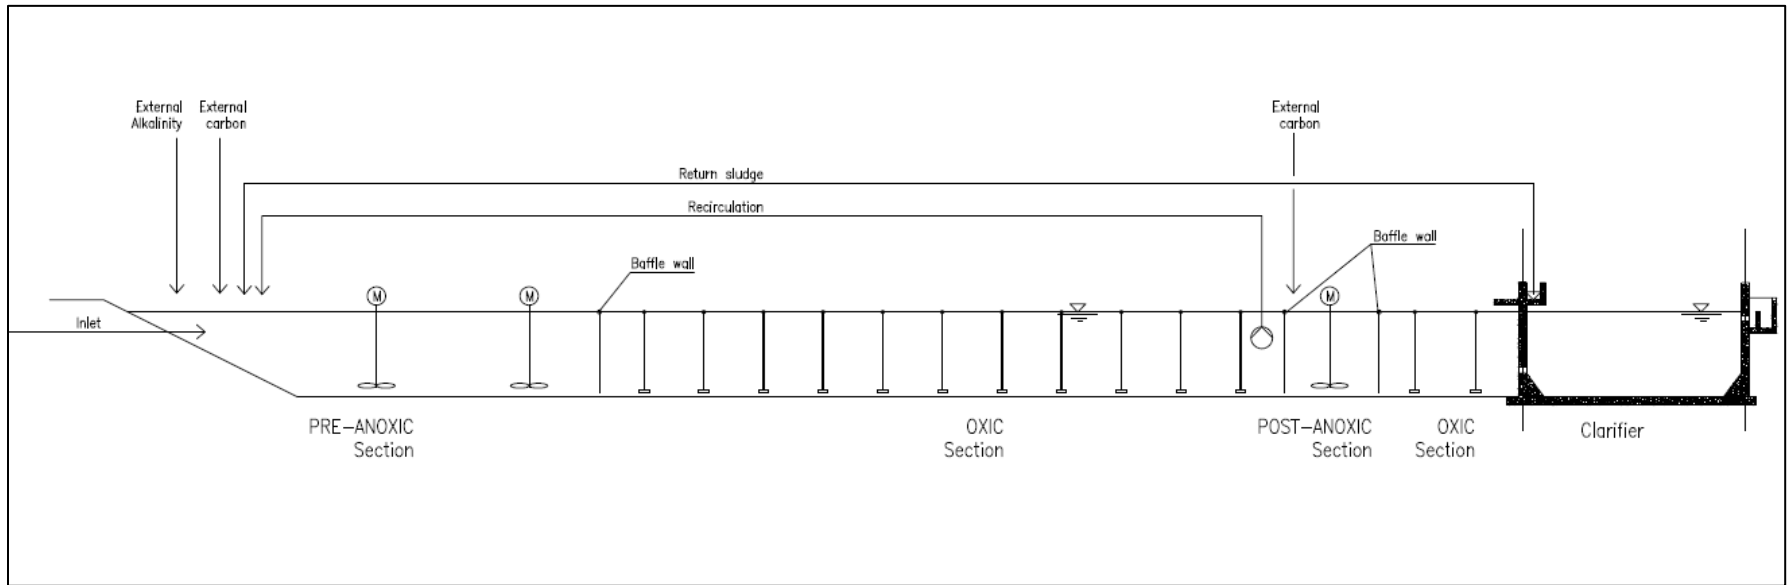 External
Alkalinity
External
carbon
External
carbon
Return sludge
Recirculation
Baffle wall
Baffle wall
Inlet
M
M
M
PRE-ANOXIC
Section
OXIC
Section
POST-ANOXIC
Section
OXIC
Section
Clarifier